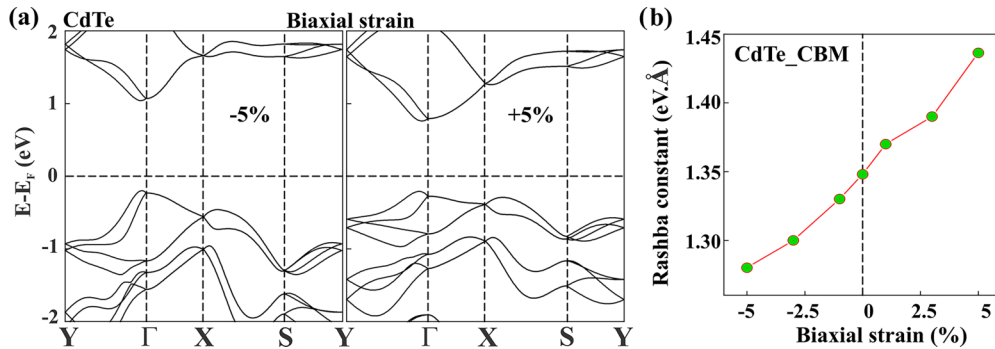 (a) CdTe Biaxial strain
2
1
0
-1
-2
E-E_F (eV)
-5%
+5%
Y Γ X S Y Γ X S Y
(b)
CdTe_CBM
1.45
1.40
1.35
1.30
Rashba constant (eV.Å)
-5 -2.5 0 2.5 5
Biaxial strain (%)